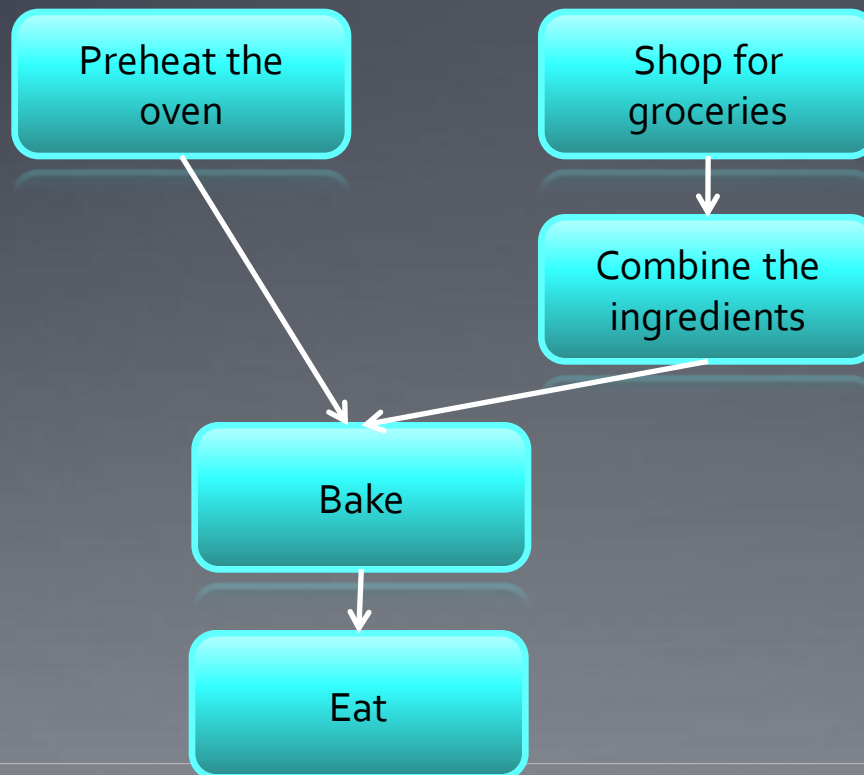 Preheat the
oven
Shop for
groceries
Combine the
ingredients
Bake
Eat